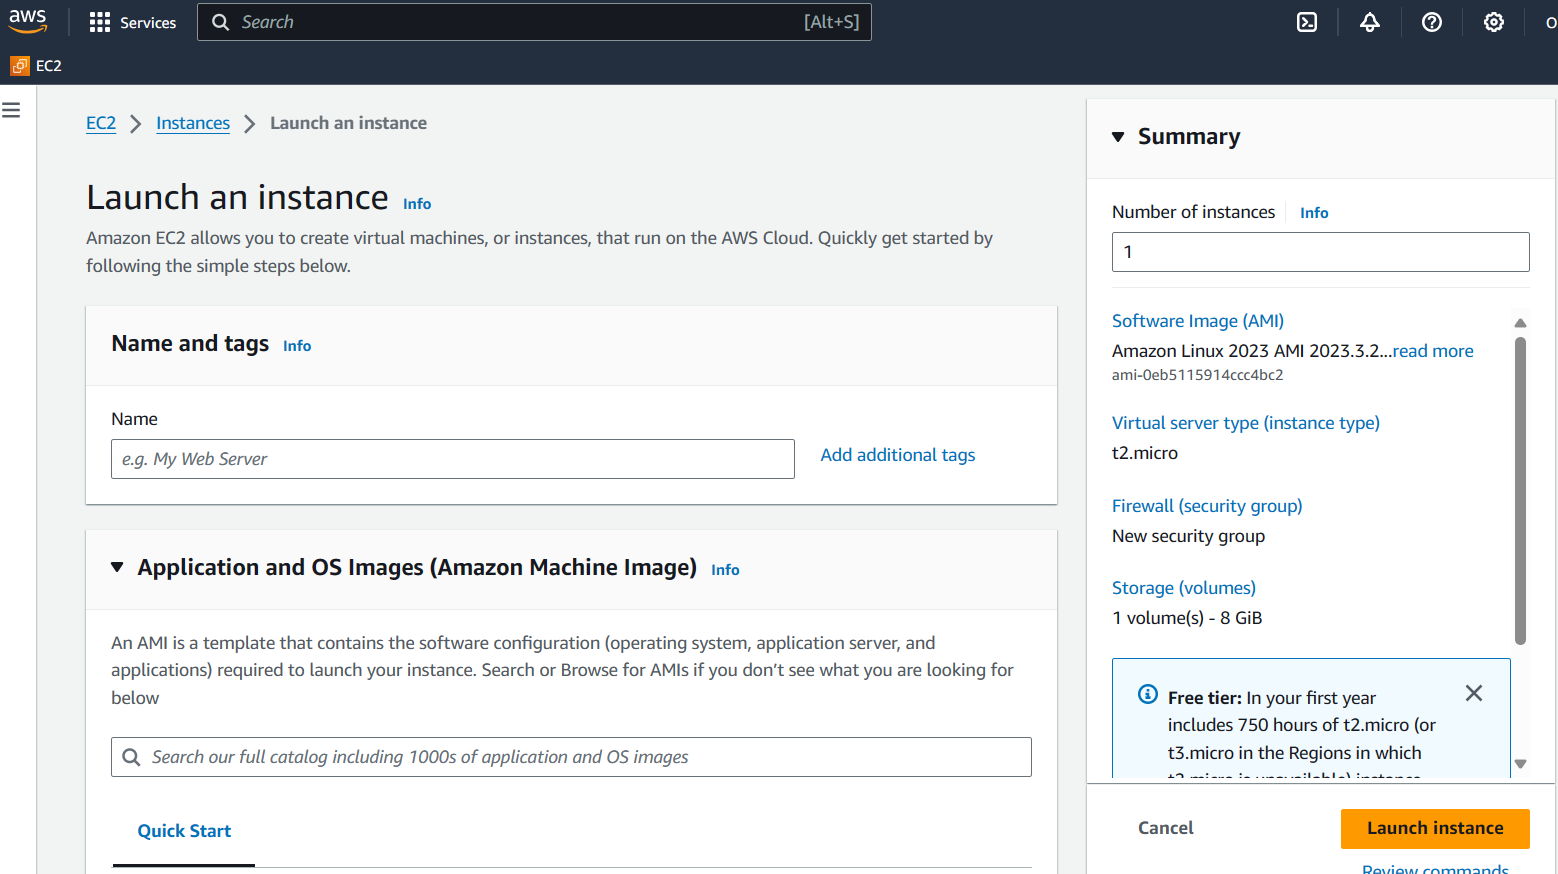 aws
Services
Search
[Alt+S]
EC2
EC2
Instances
Launch an instance
Launch an instance Info
Amazon EC2 allows you to create virtual machines, or instances, that run on the AWS Cloud. Quickly get started by
following the simple steps below.
Name and tags Info
Name
e.g. My Web Server
Add additional tags
Application and OS Images (Amazon Machine Image) Info
An AMI is a template that contains the software configuration (operating system, application server, and
applications) required to launch your instance. Search or Browse for AMIs if you don’t see what you are looking for
below
Search our full catalog including 1000s of application and OS images
Quick Start
Summary
Number of instances Info
1
Software Image (AMI)
Amazon Linux 2023 AMI 2023.3.2...read more
ami-0eb5115914ccc4bc2
Virtual server type (instance type)
t2.micro
Firewall (security group)
New security group
Storage (volumes)
1 volume(s) - 8 GiB
Free tier: In your first year
includes 750 hours of t2.micro (or
t3.micro in the Regions in which
t2.micro is unavailable) instance
Cancel
Launch instance
Review commands